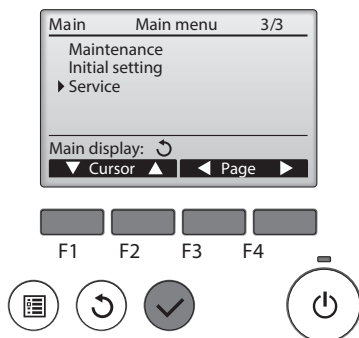 Main Main menu 3/3
Maintenance
Initial setting
Service
Main display:
Cursor Page
F1 F2 F3 F4